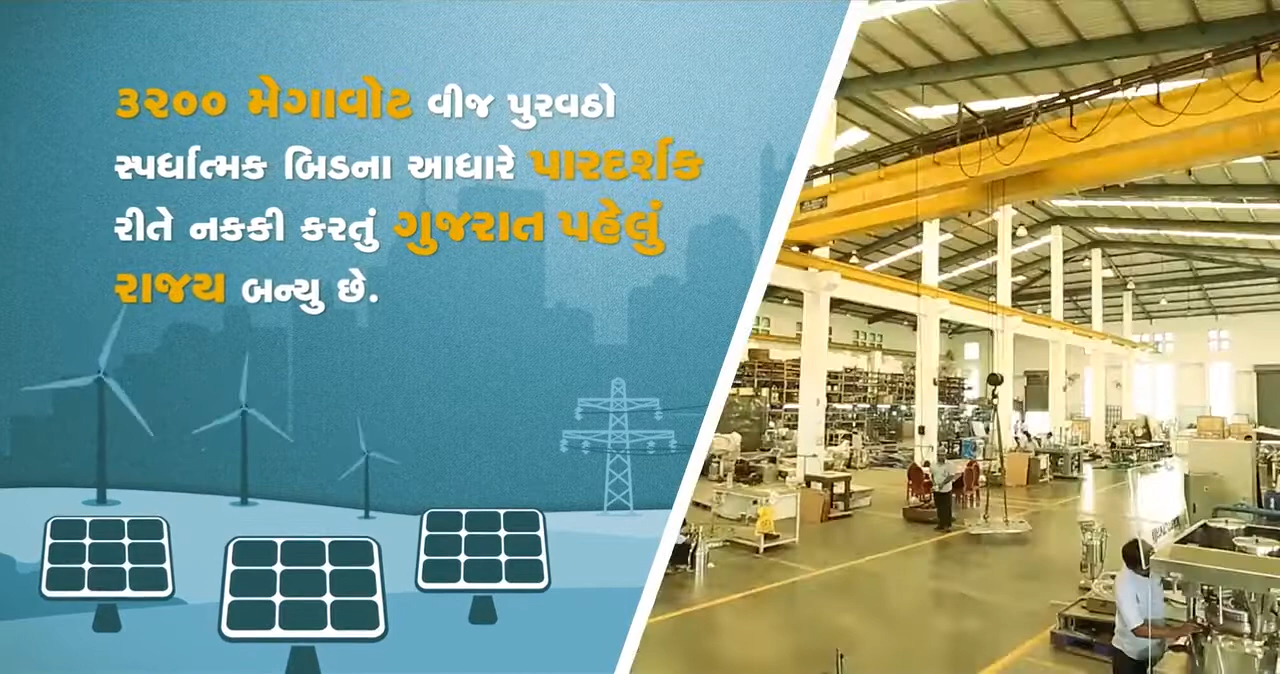 ૩૨૦૦ મેગાવોટ વીજ પુરવઠો
સ્પર્ધાત્મક બિડના આધારે પારદર્શક
રીતે નકકી કરતું ગુજરાત પહેલું
રાજય બન્યુ છે.